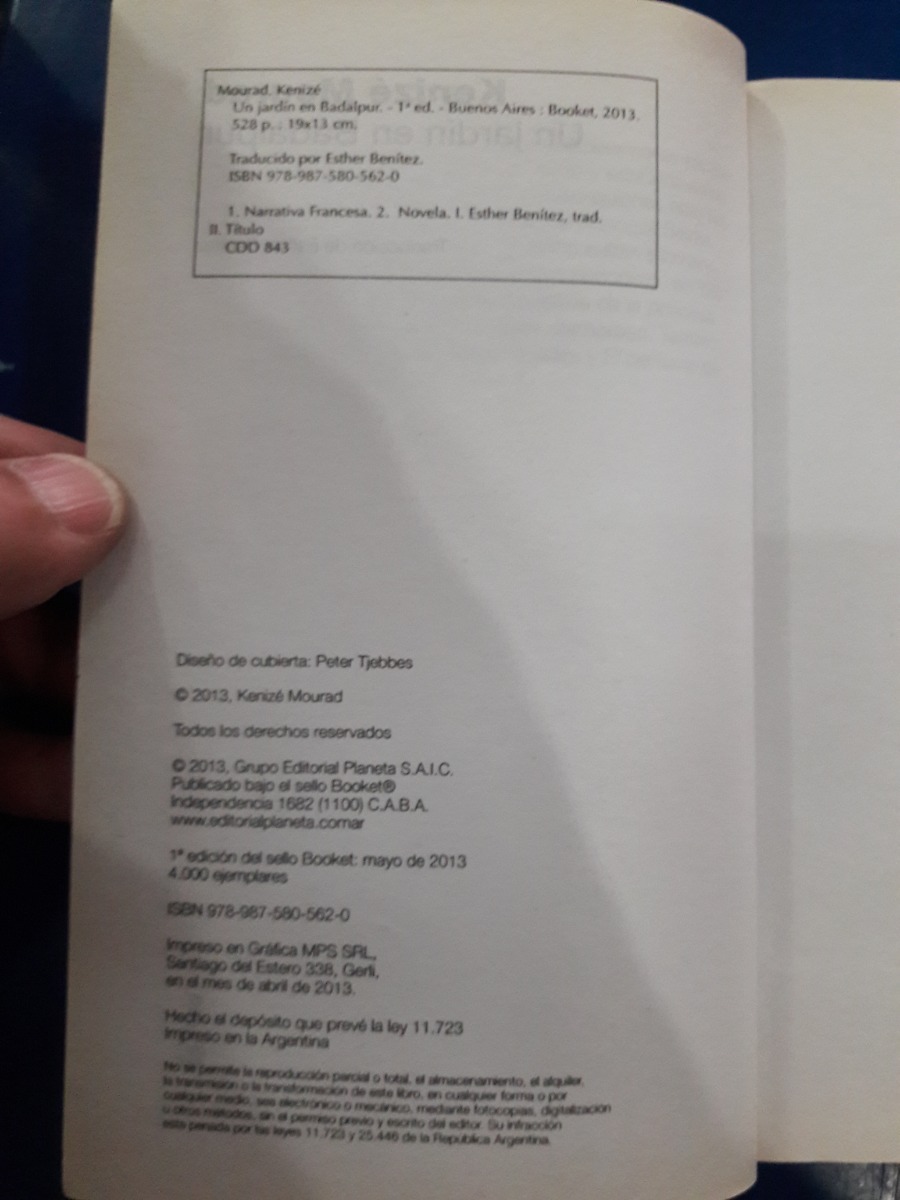 Mourad, Kenizé
Un jardín en Badalpur. - 1ª ed. - Buenos Aires : Booket, 2013.
528 p. ; 19x13 cm.
Traducido por Esther Benítez.
ISBN 978-987-580-562-0
1. Narrativa Francesa. 2. Novela. I. Esther Benítez, trad.
II. Título
CDD 843
Diseño de cubierta: Peter Tjebbes
© 2013, Kenizé Mourad
Todos los derechos reservados
© 2013, Grupo Editorial Planeta S.A.I.C.
Publicado bajo el sello Booket®
Independencia 1682 (1100) C.A.B.A.
www.editorialplaneta.com.ar
1ª edición del sello Booket: mayo de 2013
4.000 ejemplares
ISBN 978-987-580-562-0
Impreso en Gráfica MPS SRL,
Santiago del Estero 338, Gerli,
en el mes de abril de 2013.
Hecho el depósito que prevé la ley 11.723
Impreso en la Argentina
No se permite la reproducción parcial o total, el almacenamiento, el alquiler,
la transmisión o la transformación de este libro, en cualquier forma o por
cualquier medio, sea electrónico o mecánico, mediante fotocopias, digitalización
u otros métodos, sin el permiso previo y escrito del editor. Su infracción
está penada por las leyes 11.723 y 25.446 de la República Argentina.